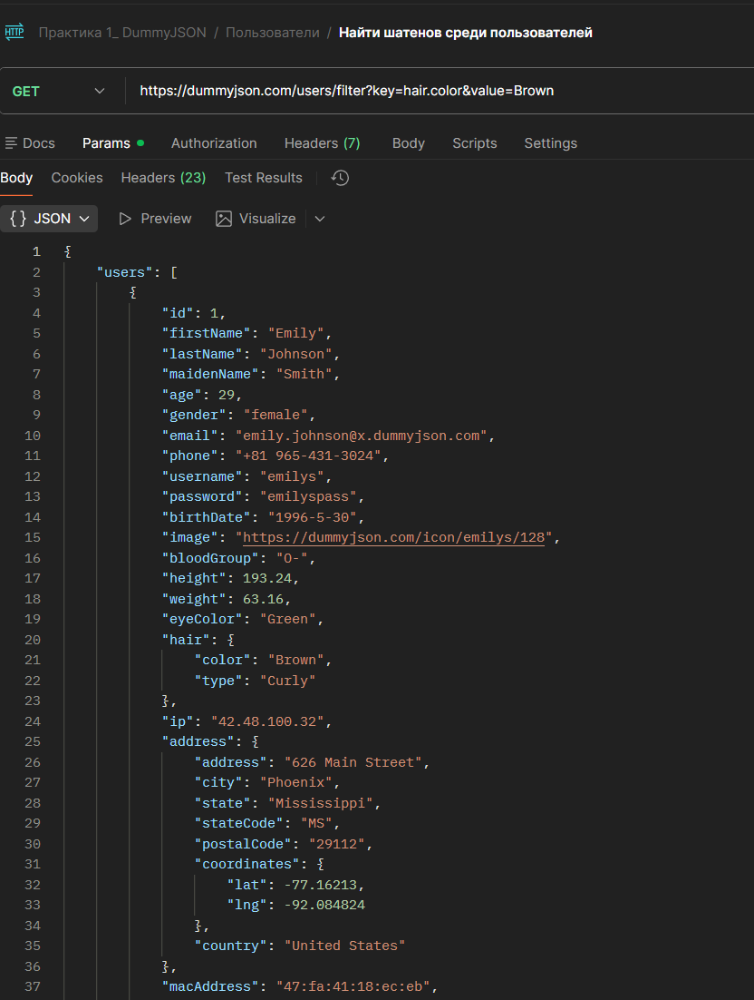 HTTP Практика 1_ DummyJSON / Пользователи / Найти шатенов среди пользователей
GET https://dummyjson.com/users/filter?key=hair.color&value=Brown
Docs Params Authorization Headers (7) Body Scripts Settings
Body Cookies Headers (23) Test Results
{} JSON Preview Visualize
1 {
2 "users": [
3 {
4 "id": 1,
5 "firstName": "Emily",
6 "lastName": "Johnson",
7 "maidenName": "Smith",
8 "age": 29,
9 "gender": "female",
10 "email": "emily.johnson@x.dummyjson.com",
11 "phone": "+81 965-431-3024",
12 "username": "emilys",
13 "password": "emilyspass",
14 "birthDate": "1996-5-30",
15 "image": "https://dummyjson.com/icon/emilys/128",
16 "bloodGroup": "O-",
17 "height": 193.24,
18 "weight": 63.16,
19 "eyeColor": "Green",
20 "hair": {
21 "color": "Brown",
22 "type": "Curly"
23 },
24 "ip": "42.48.100.32",
25 "address": {
26 "address": "626 Main Street",
27 "city": "Phoenix",
28 "state": "Mississippi",
29 "stateCode": "MS",
30 "postalCode": "29112",
31 "coordinates": {
32 "lat": -77.16213,
33 "lng": -92.084824
34 },
35 "country": "United States"
36 },
37 "macAddress": "47:fa:41:18:ec:eb",